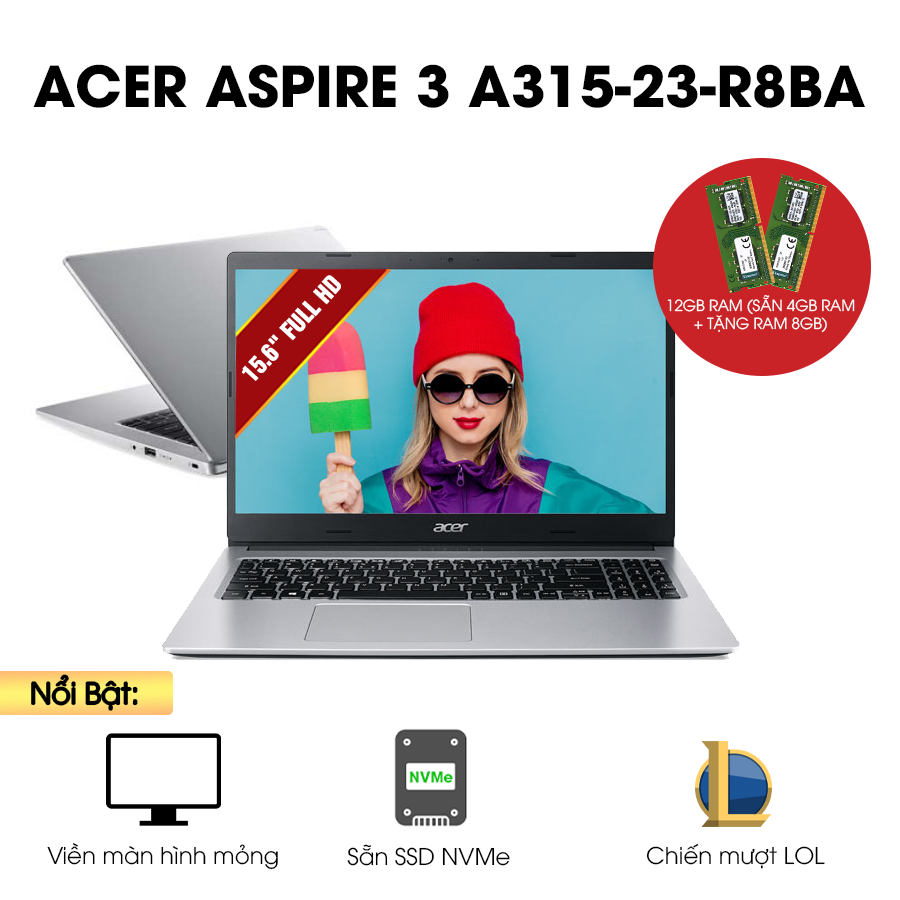 ACER ASPIRE 3 A315-23-R8BA
12GB RAM (SẴN 4GB RAM
+ TẶNG RAM 8GB)
15.6" FULL HD
acer
Nổi Bật:
NVMe
Viền màn hình mỏng
Sẵn SSD NVMe
Chiến mượt LOL